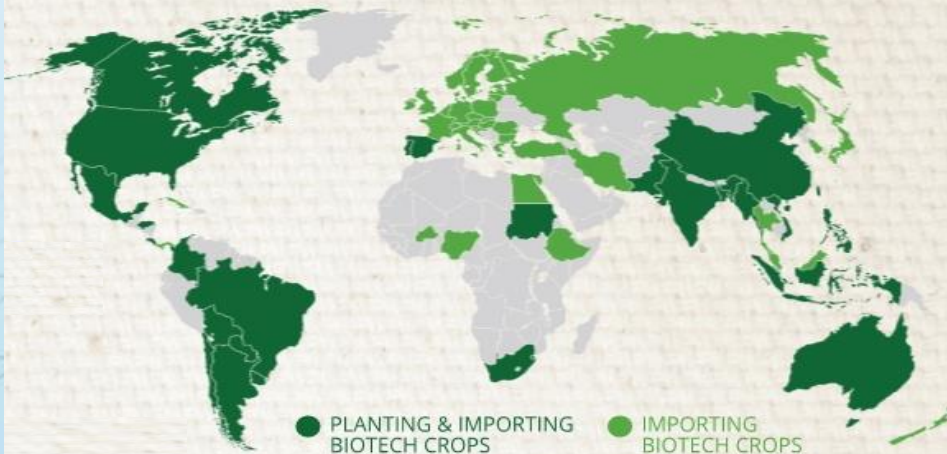 PLANTING & IMPORTING
BIOTECH CROPS
IMPORTING
BIOTECH CROPS